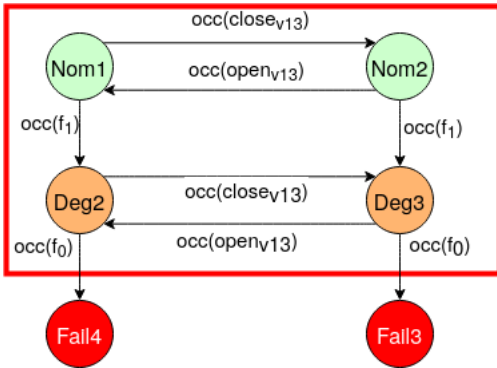 occ(close_v13)
Nom1
Nom2
occ(open_v13)
occ(f_1)
occ(f_1)
Deg2
Deg3
occ(close_v13)
occ(open_v13)
occ(f_0)
occ(f_0)
Fail4
Fail3